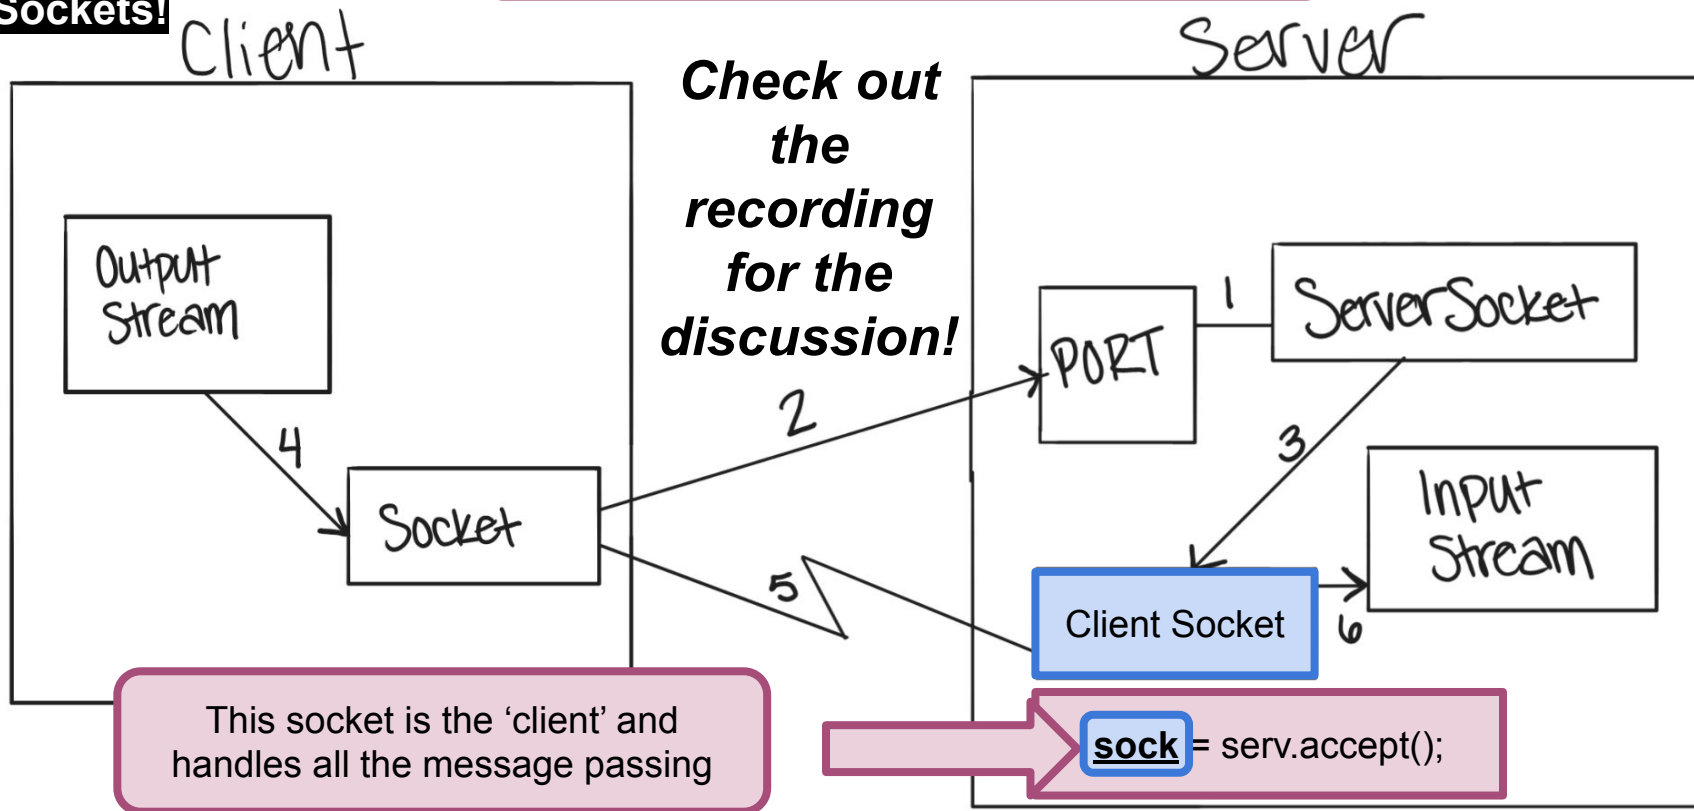 Sockets!
Client
Server
Check out
the
recording
for the
discussion!
Output
Stream
4
Socket
2
5
PORT
1
ServerSocket
3
Input
Stream
Client Socket
6
This socket is the ‘client’ and
handles all the message passing
sock = serv.accept();